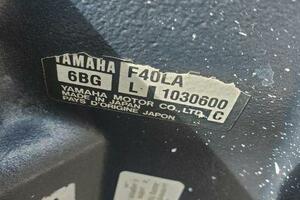 YAMAHA F40LA
6BG L 1030600
YAMAHA MOTOR CO., LTD.
MADE IN JAPAN
PAYS D'ORIGINE JAPON C